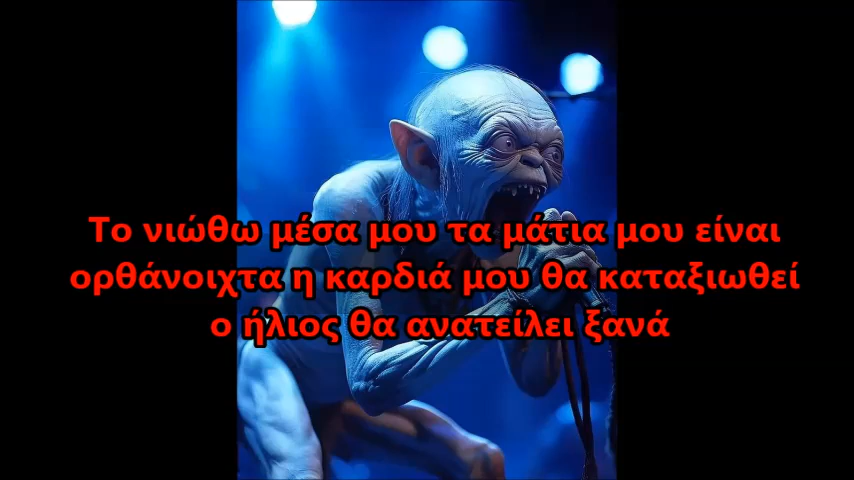 Το νιώθω μέσα μου τα μάτια μου είναι
ορθάνοιχτα η καρδιά μου θα καταξιωθεί
ο ήλιος θα ανατείλει ξανά